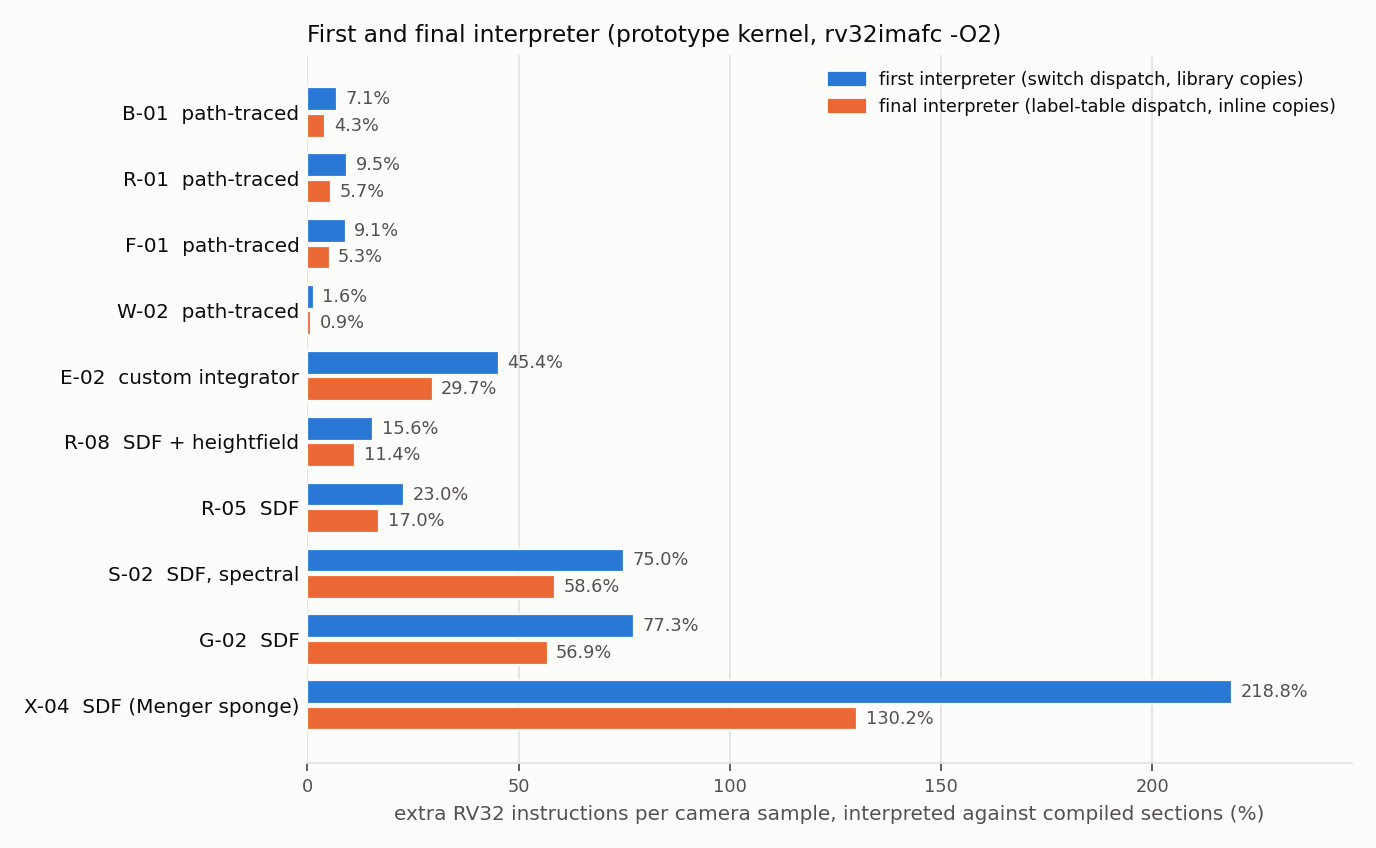 First and final interpreter (prototype kernel, rv32imafc -O2)
first interpreter (switch dispatch, library copies)
final interpreter (label-table dispatch, inline copies)
B-01  path-traced
7.1%
4.3%
R-01  path-traced
9.5%
5.7%
F-01  path-traced
9.1%
5.3%
W-02  path-traced
1.6%
0.9%
E-02  custom integrator
45.4%
29.7%
R-08  SDF + heightfield
15.6%
11.4%
R-05  SDF
23.0%
17.0%
S-02  SDF, spectral
75.0%
58.6%
G-02  SDF
77.3%
56.9%
X-04  SDF (Menger sponge)
218.8%
130.2%
0 50 100 150 200
extra RV32 instructions per camera sample, interpreted against compiled sections (%)